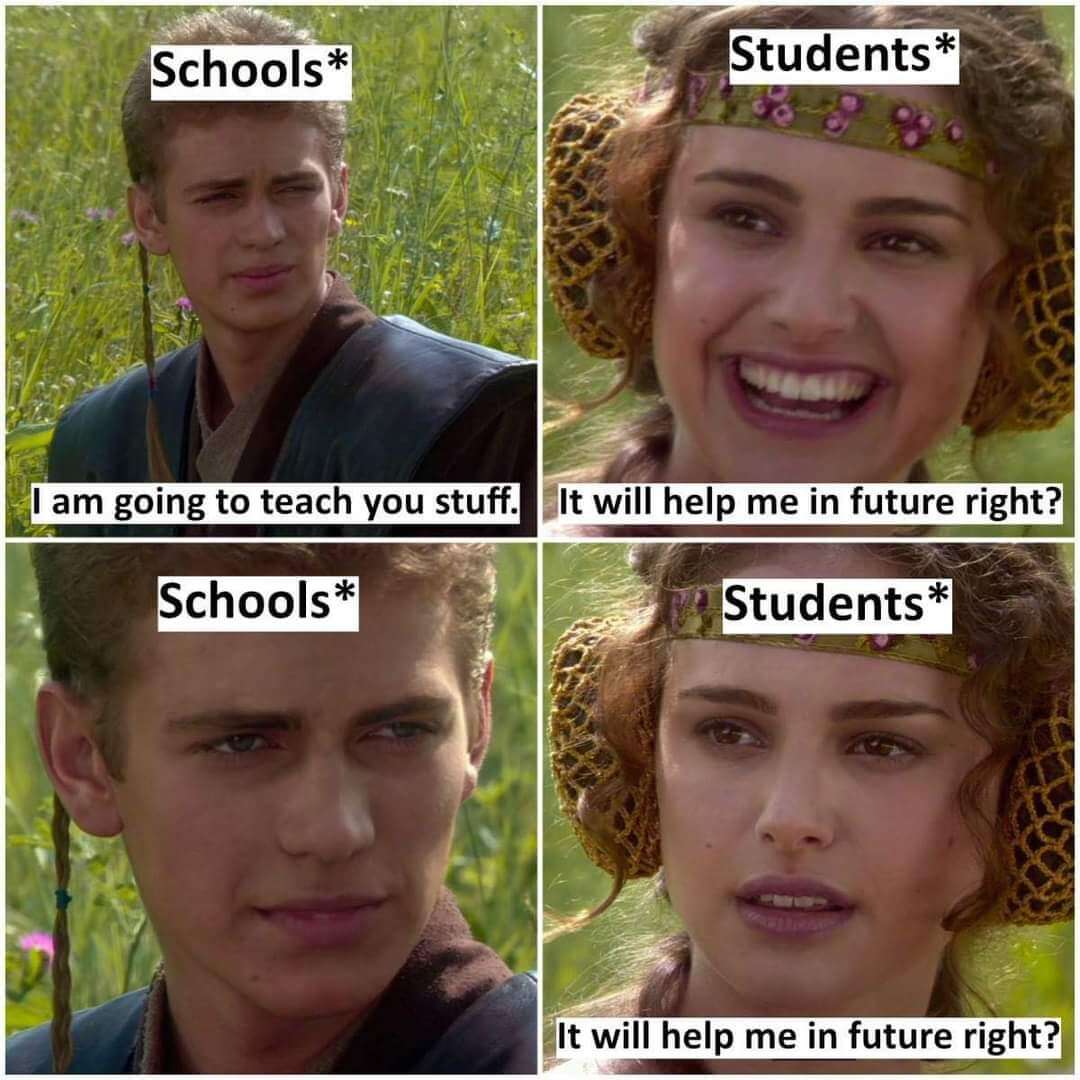 Schools*
Students*
I am going to teach you stuff.
It will help me in future right?
Schools*
Students*
It will help me in future right?